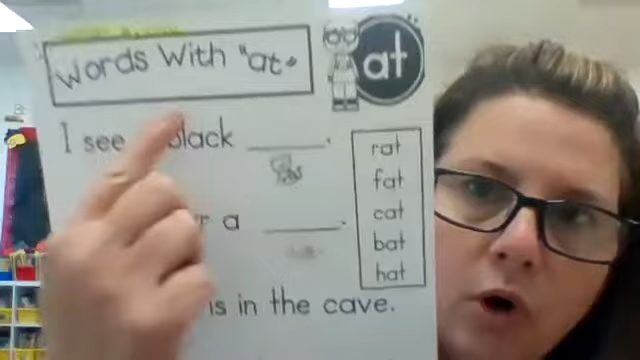 Words With "at"
at
I see black ____.
rat
fat
cat
bat
hat
a ____.
is in the cave.